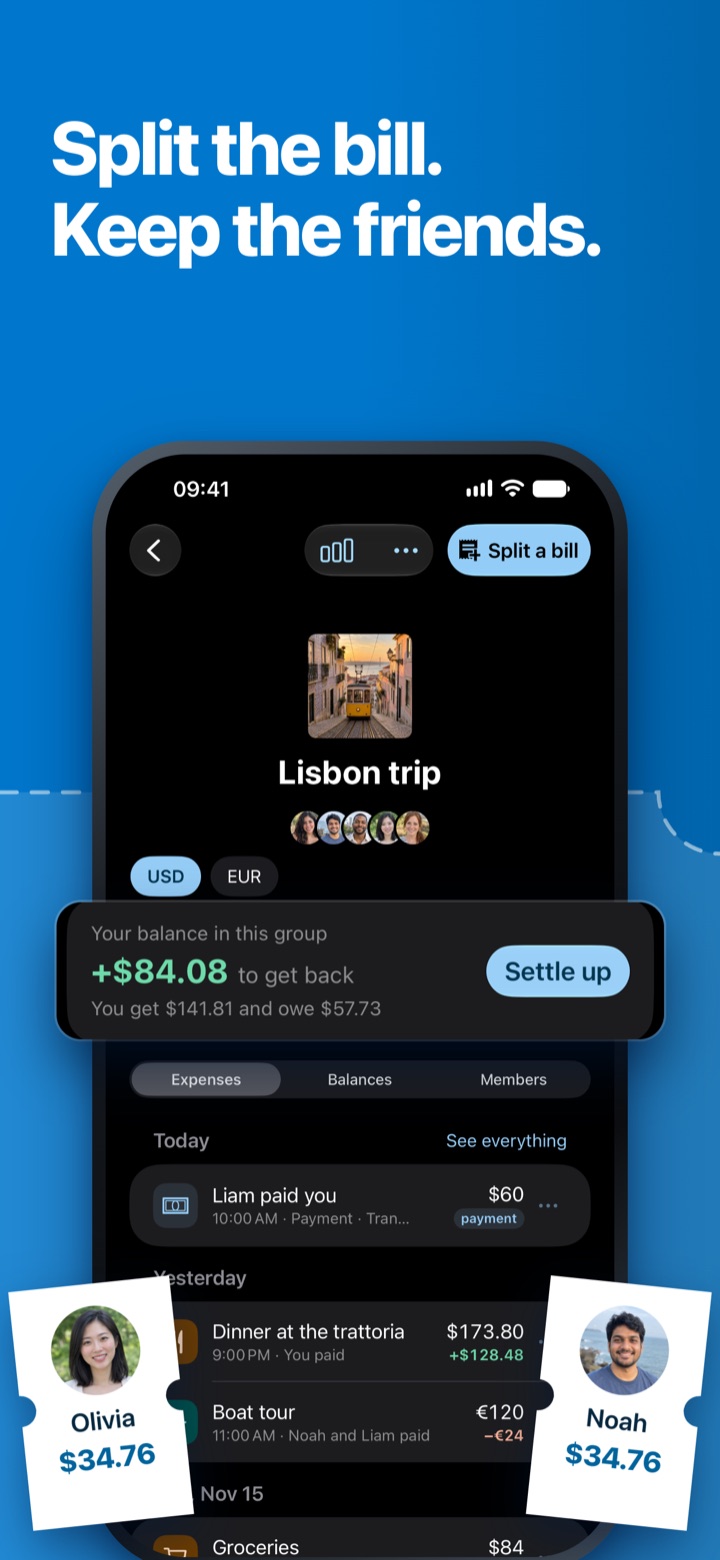 Split the bill.
Keep the friends.
09:41
Split a bill
Lisbon trip
USD
EUR
Your balance in this group
+$84.08 to get back
Settle up
You get $141.81 and owe $57.73
Expenses
Balances
Members
Today
See everything
Liam paid you
$60
10:00 AM · Payment · Tran...
payment
Yesterday
Dinner at the trattoria
$173.80
9:00 PM · You paid
+$128.48
Boat tour
€120
11:00 AM · Noah and Liam paid
−€24
Olivia
$34.76
Noah
$34.76
Nov 15
Groceries
$84